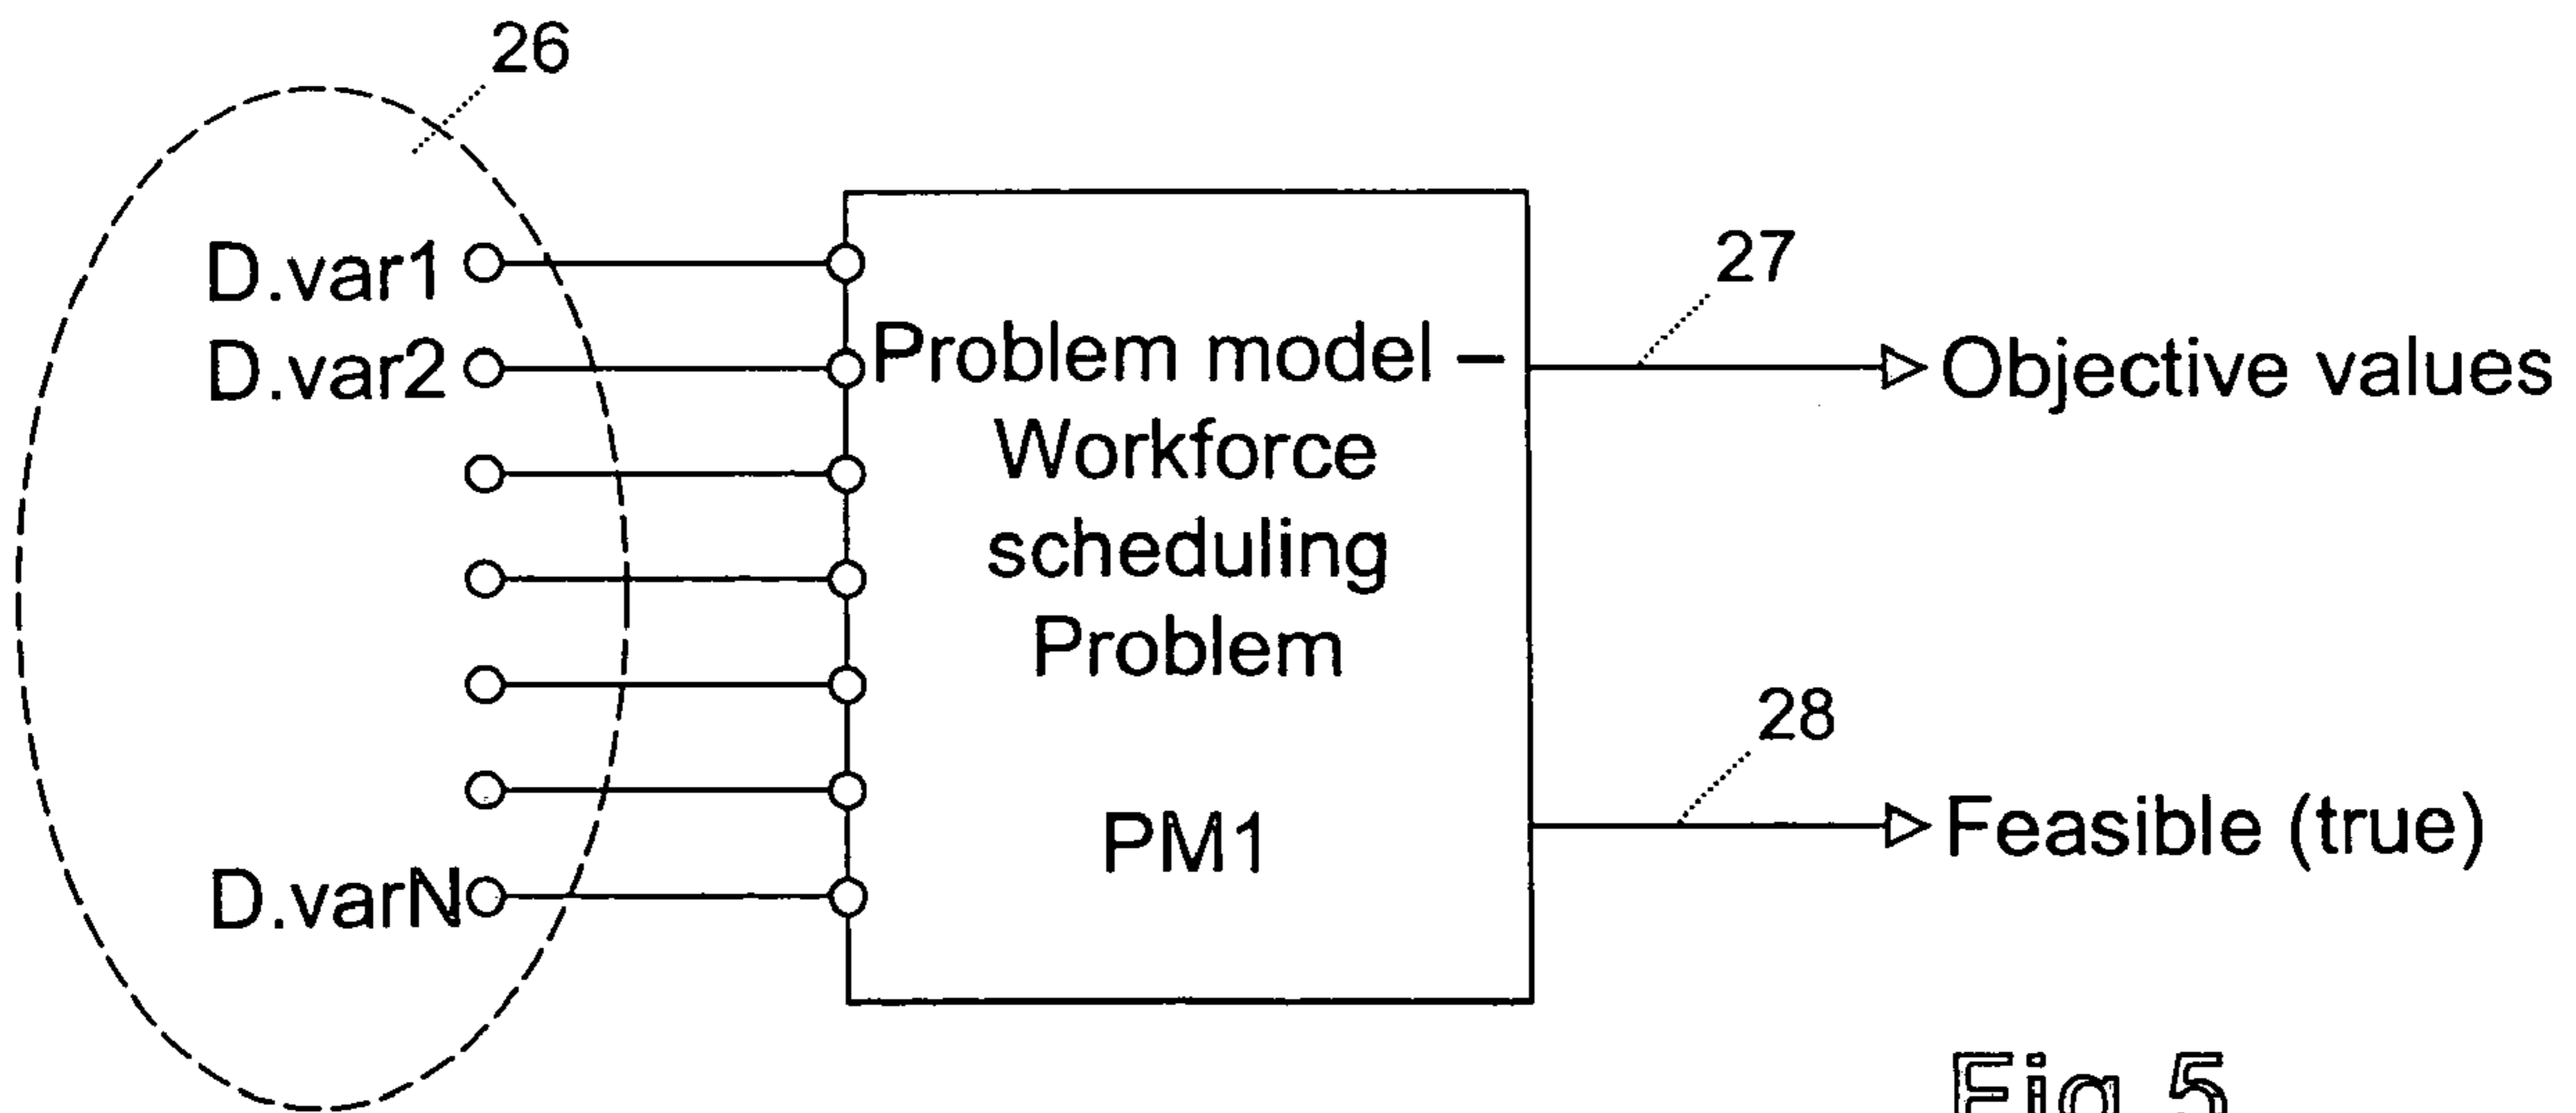 26
D.var1
D.var2
D.varN
Problem model –
Workforce
scheduling
Problem
PM1
27
Objective values
28
Feasible (true)
Fig 5